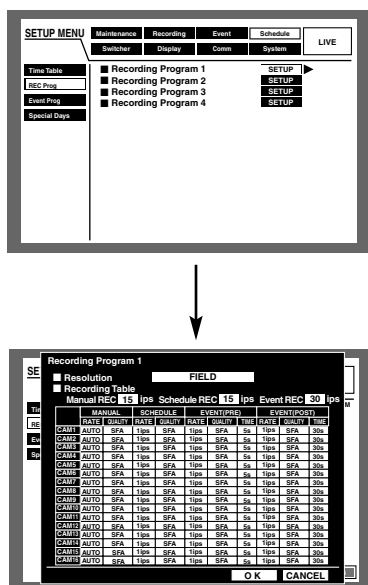 SETUP MENU Maintenance Recording Event Schedule LIVE
Switcher Display Comm System
Time Table
REC Prog
Event Prog
Special Days
Recording Program 1 SETUP
Recording Program 2 SETUP
Recording Program 3 SETUP
Recording Program 4 SETUP
SE
Tim
RE
Eve
Sp
M
Recording Program 1
Resolution FIELD
Recording Table
Manual REC 15 ips Schedule REC 15 ips Event REC 30 ips
MANUAL SCHEDULE EVENT(PRE) EVENT(POST)
RATE QUALITY RATE QUALITY RATE QUALITY TIME RATE QUALITY TIME
CAM1 AUTO SFA 1ips SFA 1ips SFA 5s 1ips SFA 30s
CAM2 AUTO SFA 1ips SFA 1ips SFA 5s 1ips SFA 30s
CAM3 AUTO SFA 1ips SFA 1ips SFA 5s 1ips SFA 30s
CAM4 AUTO SFA 1ips SFA 1ips SFA 5s 1ips SFA 30s
CAM5 AUTO SFA 1ips SFA 1ips SFA 5s 1ips SFA 30s
CAM6 AUTO SFA 1ips SFA 1ips SFA 5s 1ips SFA 30s
CAM7 AUTO SFA 1ips SFA 1ips SFA 5s 1ips SFA 30s
CAM8 AUTO SFA 1ips SFA 1ips SFA 5s 1ips SFA 30s
CAM9 AUTO SFA 1ips SFA 1ips SFA 5s 1ips SFA 30s
CAM10 AUTO SFA 1ips SFA 1ips SFA 5s 1ips SFA 30s
CAM11 AUTO SFA 1ips SFA 1ips SFA 5s 1ips SFA 30s
CAM12 AUTO SFA 1ips SFA 1ips SFA 5s 1ips SFA 30s
CAM13 AUTO SFA 1ips SFA 1ips SFA 5s 1ips SFA 30s
CAM14 AUTO SFA 1ips SFA 1ips SFA 5s 1ips SFA 30s
CAM15 AUTO SFA 1ips SFA 1ips SFA 5s 1ips SFA 30s
CAM16 AUTO SFA 1ips SFA 1ips SFA 5s 1ips SFA 30s
OK CANCEL